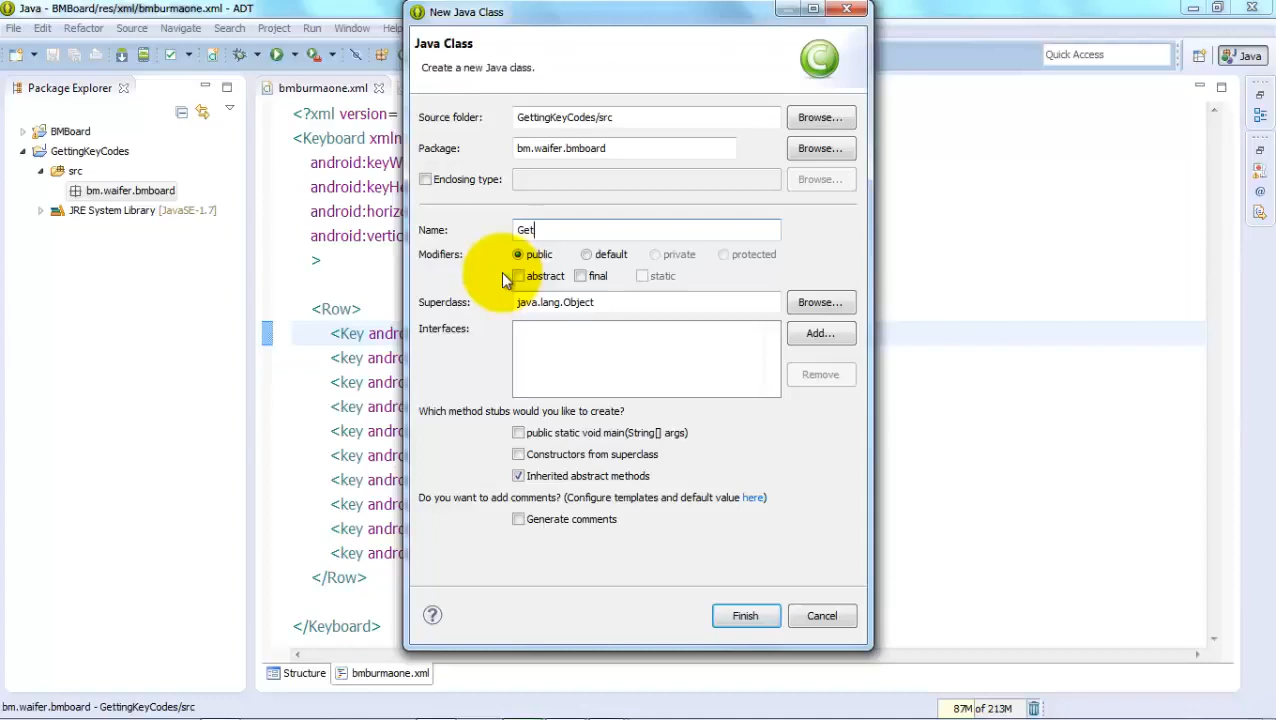 Java - BMBoard/res/xml/bmburmaone.xml - ADT
File Edit Refactor Source Navigate Search Project Run Window
Quick Access
Java
Package Explorer
BMBoard
GettingKeyCodes
src
bm.waifer.bmboard
JRE System Library [JavaSE-1.7]
bmburmaone.xml
<?xml version=
<Keyboard xmlns
android:keyW
android:keyHe
android:horizo
android:vertic
>
<Row>
<Key andro
<key andro
<key andro
<key andro
<key andro
<key andro
<key andro
<key andro
<key andro
<key andro
</Row>
</Keyboard>
Structure
bmburmaone.xml
New Java Class
Java Class
Create a new Java class.
Source folder: GettingKeyCodes/src Browse...
Package: bm.waifer.bmboard Browse...
Enclosing type: Browse...
Name: Get
Modifiers: public default private protected
abstract final static
Superclass: java.lang.Object Browse...
Interfaces: Add...
Remove
Which method stubs would you like to create?
public static void main(String[] args)
Constructors from superclass
Inherited abstract methods
Do you want to add comments? (Configure templates and default value here)
Generate comments
Finish Cancel
bm.waifer.bmboard - GettingKeyCodes/src
87M of 213M